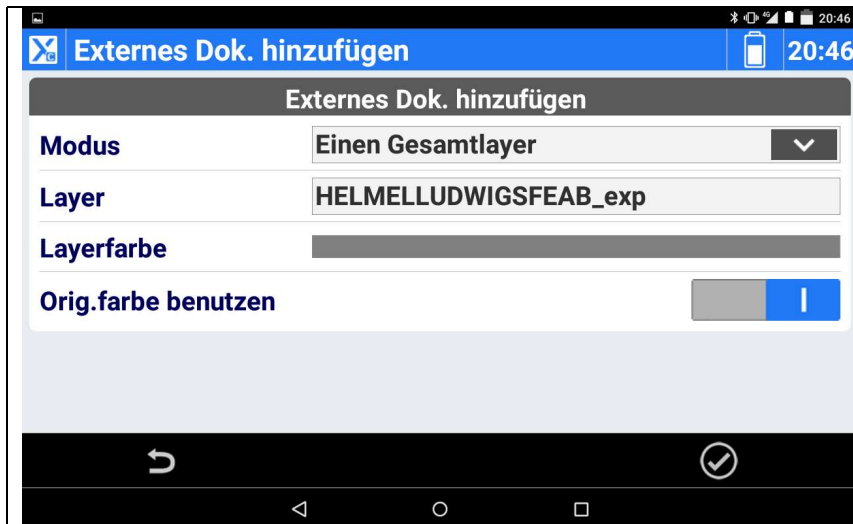 4G 20:46
Externes Dok. hinzufügen 20:46
Externes Dok. hinzufügen
Modus Einen Gesamtlayer
Layer HELMELLUDWIGSFEAB_exp
Layerfarbe
Orig.farbe benutzen